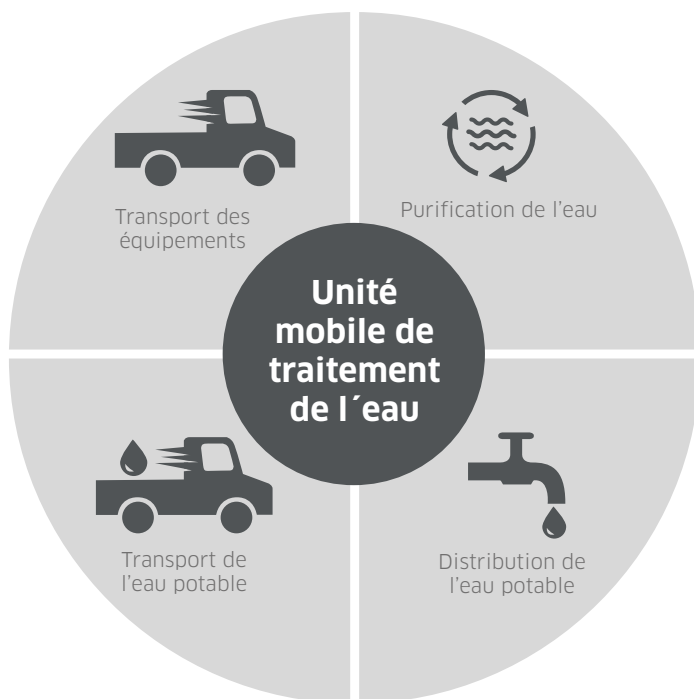 Transport des
équipements
Purification de l'eau
Unité
mobile de
traitement
de l´eau
Transport de
l'eau potable
Distribution de
l'eau potable